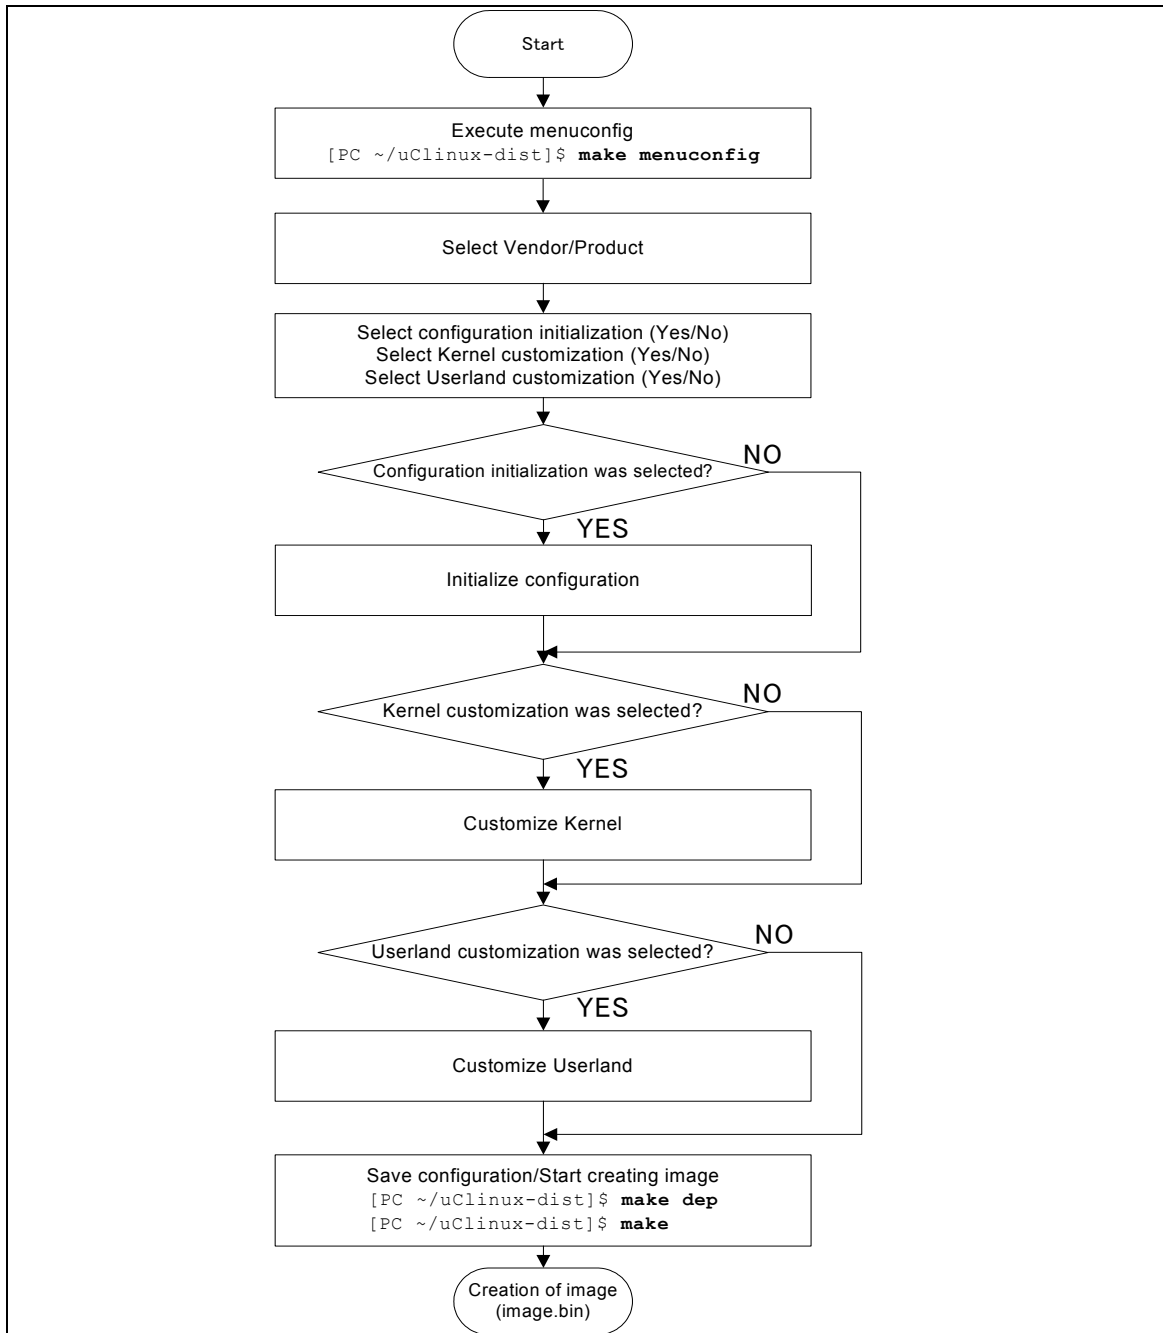 Start
Execute menuconfig
[PC ~/uClinux-dist]$ make menuconfig
Select Vendor/Product
Select configuration initialization (Yes/No)
Select Kernel customization (Yes/No)
Select Userland customization (Yes/No)
Configuration initialization was selected?
NO
YES
Initialize configuration
Kernel customization was selected?
NO
YES
Customize Kernel
Userland customization was selected?
NO
YES
Customize Userland
Save configuration/Start creating image
[PC ~/uClinux-dist]$ make dep
[PC ~/uClinux-dist]$ make
Creation of image
(image.bin)